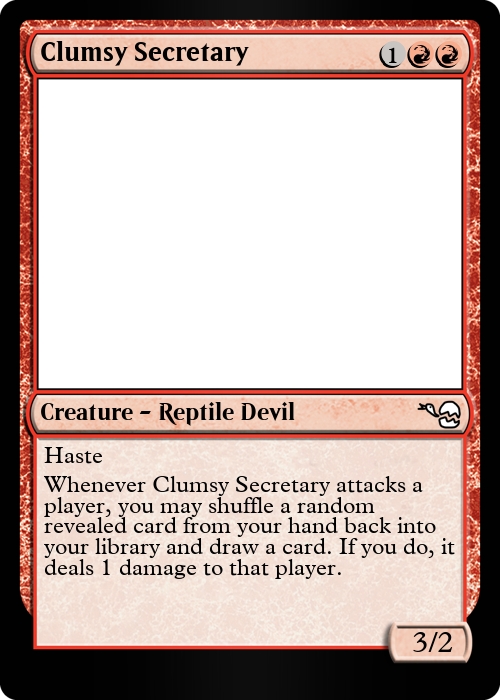 Clumsy Secretary 1
Creature – Reptile Devil
Haste
Whenever Clumsy Secretary attacks a
player, you may shuffle a random
revealed card from your hand back into
your library and draw a card. If you do, it
deals 1 damage to that player.
3/2